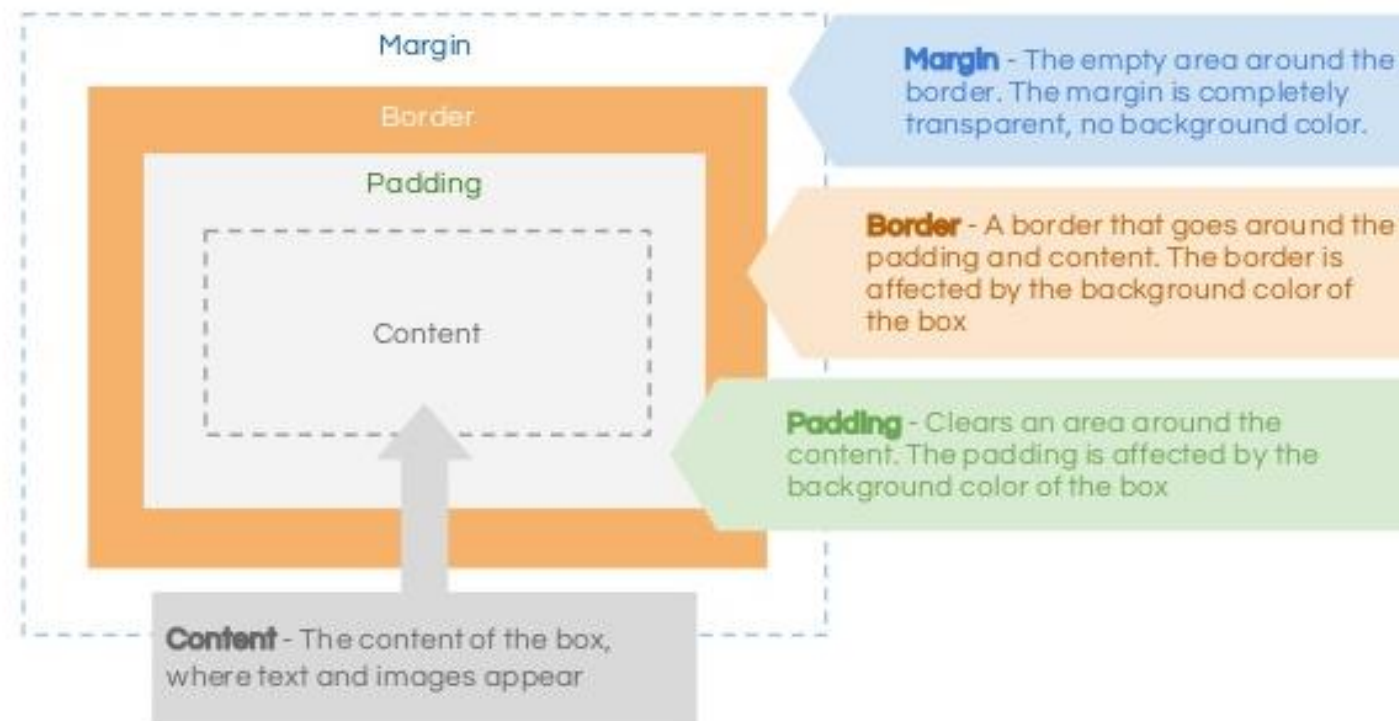 Margin
Border
Padding
Content
Margin - The empty area around the
border. The margin is completely
transparent, no background color.
Border - A border that goes around the
padding and content. The border is
affected by the background color of
the box
Padding - Clears an area around the
content. The padding is affected by the
background color of the box
Content - The content of the box,
where text and images appear